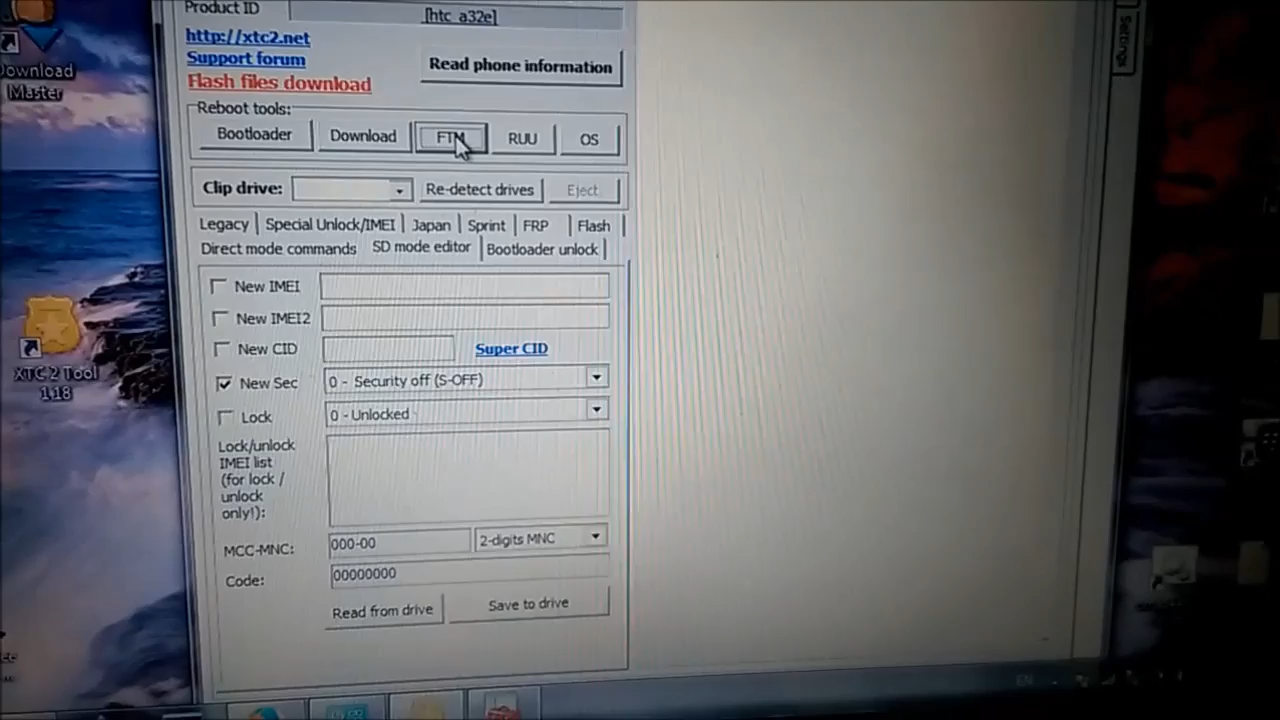 Product ID
[htc_a32e]
http://xtc2.net
Support forum
Flash files download
Read phone information
Reboot tools:
Bootloader
Download
FTM
RUU
OS
Clip drive:
Re-detect drives
Eject
Legacy
Special Unlock/IMEI
Japan
Sprint
FRP
Flash
Direct mode commands
SD mode editor
Bootloader unlock
New IMEI
New IMEI2
New CID
Super CID
New Sec
0 - Security off (S-OFF)
Lock
0 - Unlocked
Lock/unlock
IMEI list
(for lock /
unlock
only!):
MCC-MNC:
000-00
2-digits MNC
Code:
00000000
Read from drive
Save to drive
Settings
Download
Master
XTC 2 Tool
1.18
EN